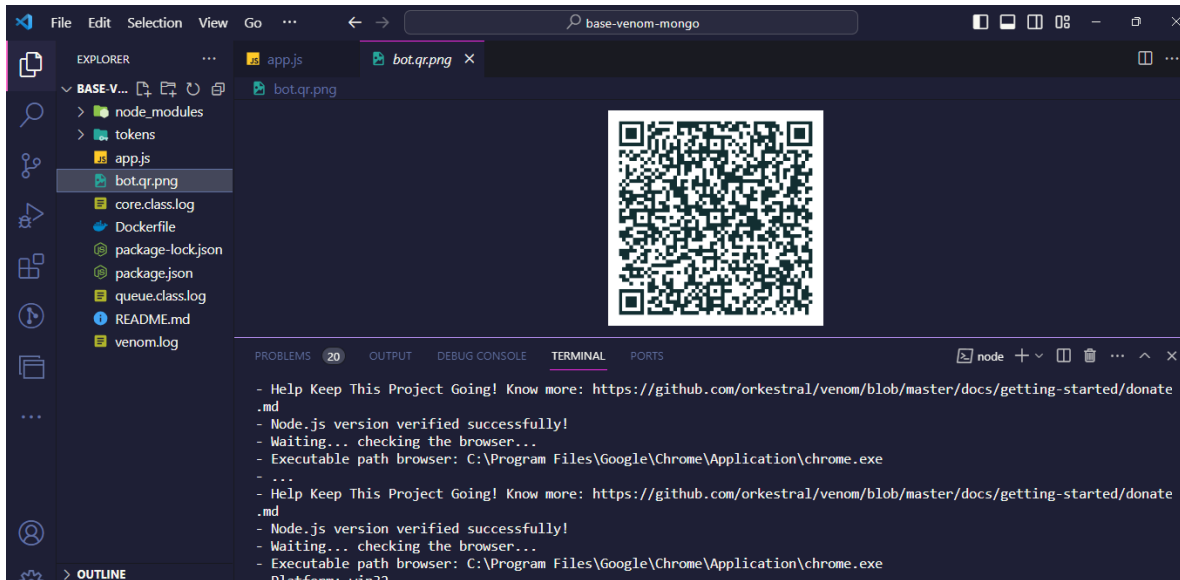 File Edit Selection View Go ··· base-venom-mongo
EXPLORER ···
app.js
bot.qr.png
BASE-V...
bot.qr.png
node_modules
tokens
JS app.js
bot.qr.png
core.class.log
Dockerfile
package-lock.json
package.json
queue.class.log
README.md
venom.log
OUTLINE
PROBLEMS 20 OUTPUT DEBUG CONSOLE TERMINAL PORTS
node
- Help Keep This Project Going! Know more: https://github.com/orkestral/venom/blob/master/docs/getting-started/donate
.md
- Node.js version verified successfully!
- Waiting... checking the browser...
- Executable path browser: C:\Program Files\Google\Chrome\Application\chrome.exe
- ...
- Help Keep This Project Going! Know more: https://github.com/orkestral/venom/blob/master/docs/getting-started/donate
.md
- Node.js version verified successfully!
- Waiting... checking the browser...
- Executable path browser: C:\Program Files\Google\Chrome\Application\chrome.exe
- Platform: win32